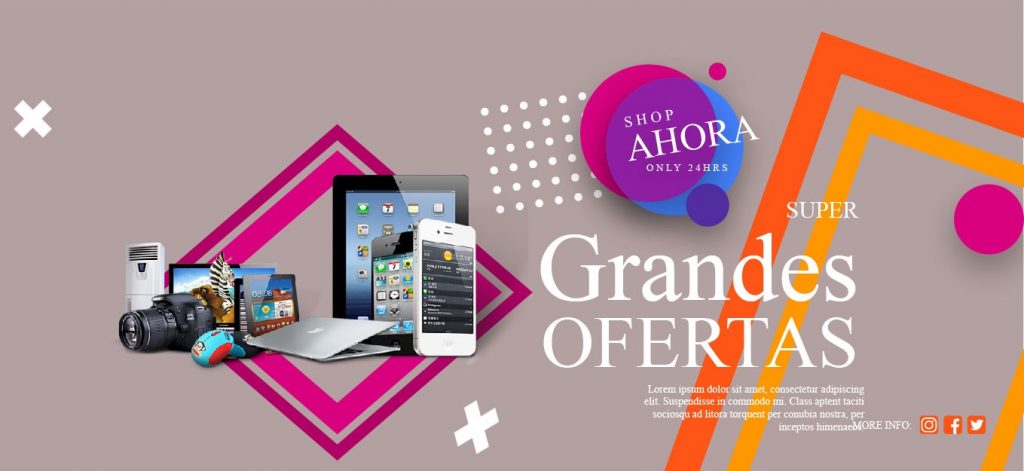 SHOP
AHORA
ONLY 24HRS
SUPER
Grandes
OFERTAS
Lorem ipsum dolor sit amet, consectetur adipiscing
elit. Suspendisse in commodo mi. Class aptent taciti
sociosqu ad litora torquent per conubia nostra, per
inceptos himenaeos.
MORE INFO: